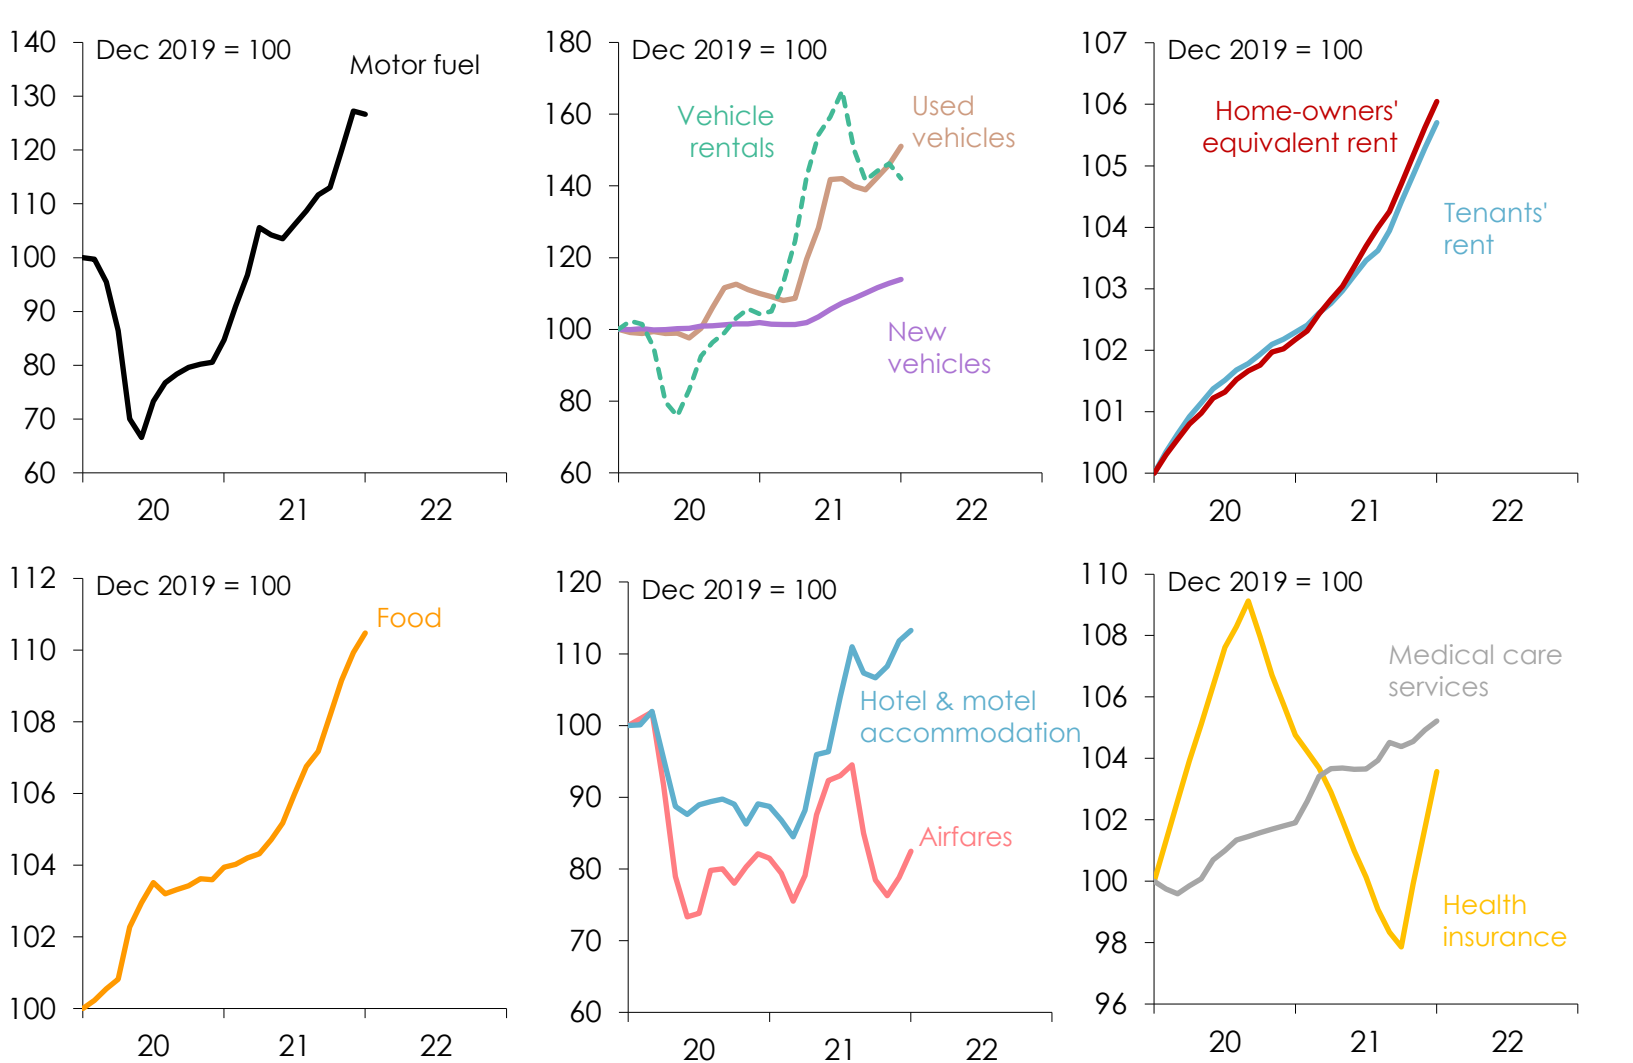 Dec 2019 = 100
Motor fuel
140
130
120
110
100
90
80
70
60
20
21
22
Dec 2019 = 100
Vehicle
rentals
Used
vehicles
New
vehicles
180
160
140
120
100
80
60
20
21
22
Dec 2019 = 100
Home-owners'
equivalent rent
Tenants'
rent
107
106
105
104
103
102
101
100
20
21
22
Dec 2019 = 100
Food
112
110
108
106
104
102
100
20
21
22
Dec 2019 = 100
Hotel & motel
accommodation
Airfares
120
110
100
90
80
70
60
20
21
22
Dec 2019 = 100
Medical care
services
Health
insurance
110
108
106
104
102
100
98
96
20
21
22